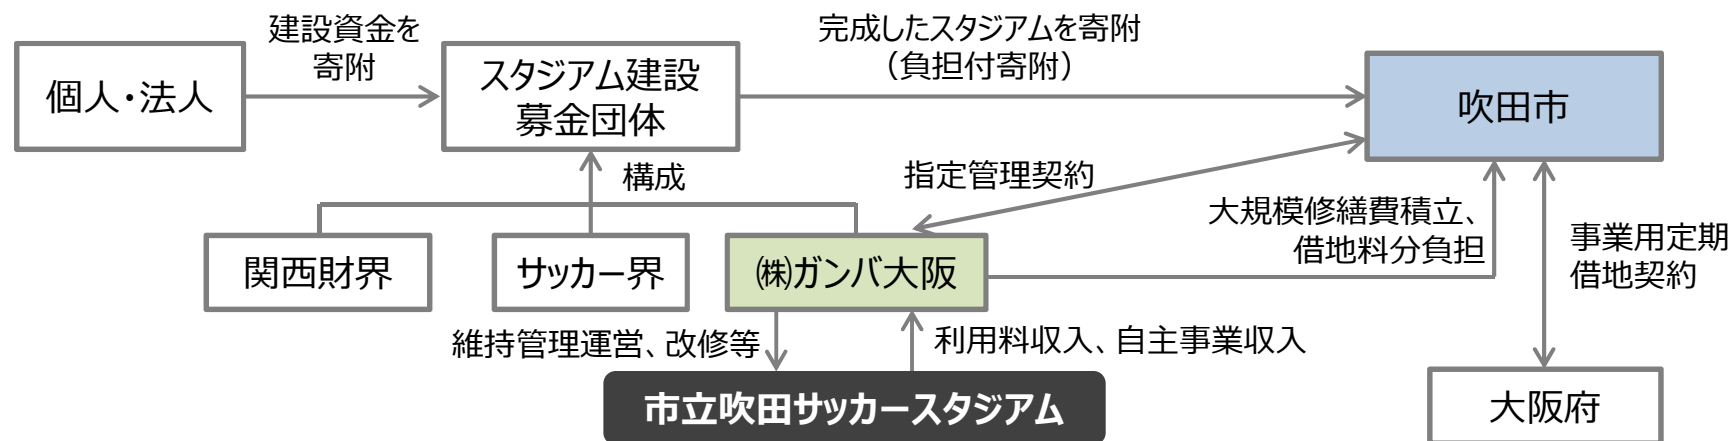 建設資金を
寄附
完成したスタジアムを寄附
（負担付寄附）
個人・法人
スタジアム建設
募金団体
吹田市
構成
指定管理契約
大規模修繕費積立、
借地料分負担
事業用定期
借地契約
関西財界
サッカー界
㈱ガンバ大阪
維持管理運営、改修等
利用料収入、自主事業収入
市立吹田サッカースタジアム
大阪府